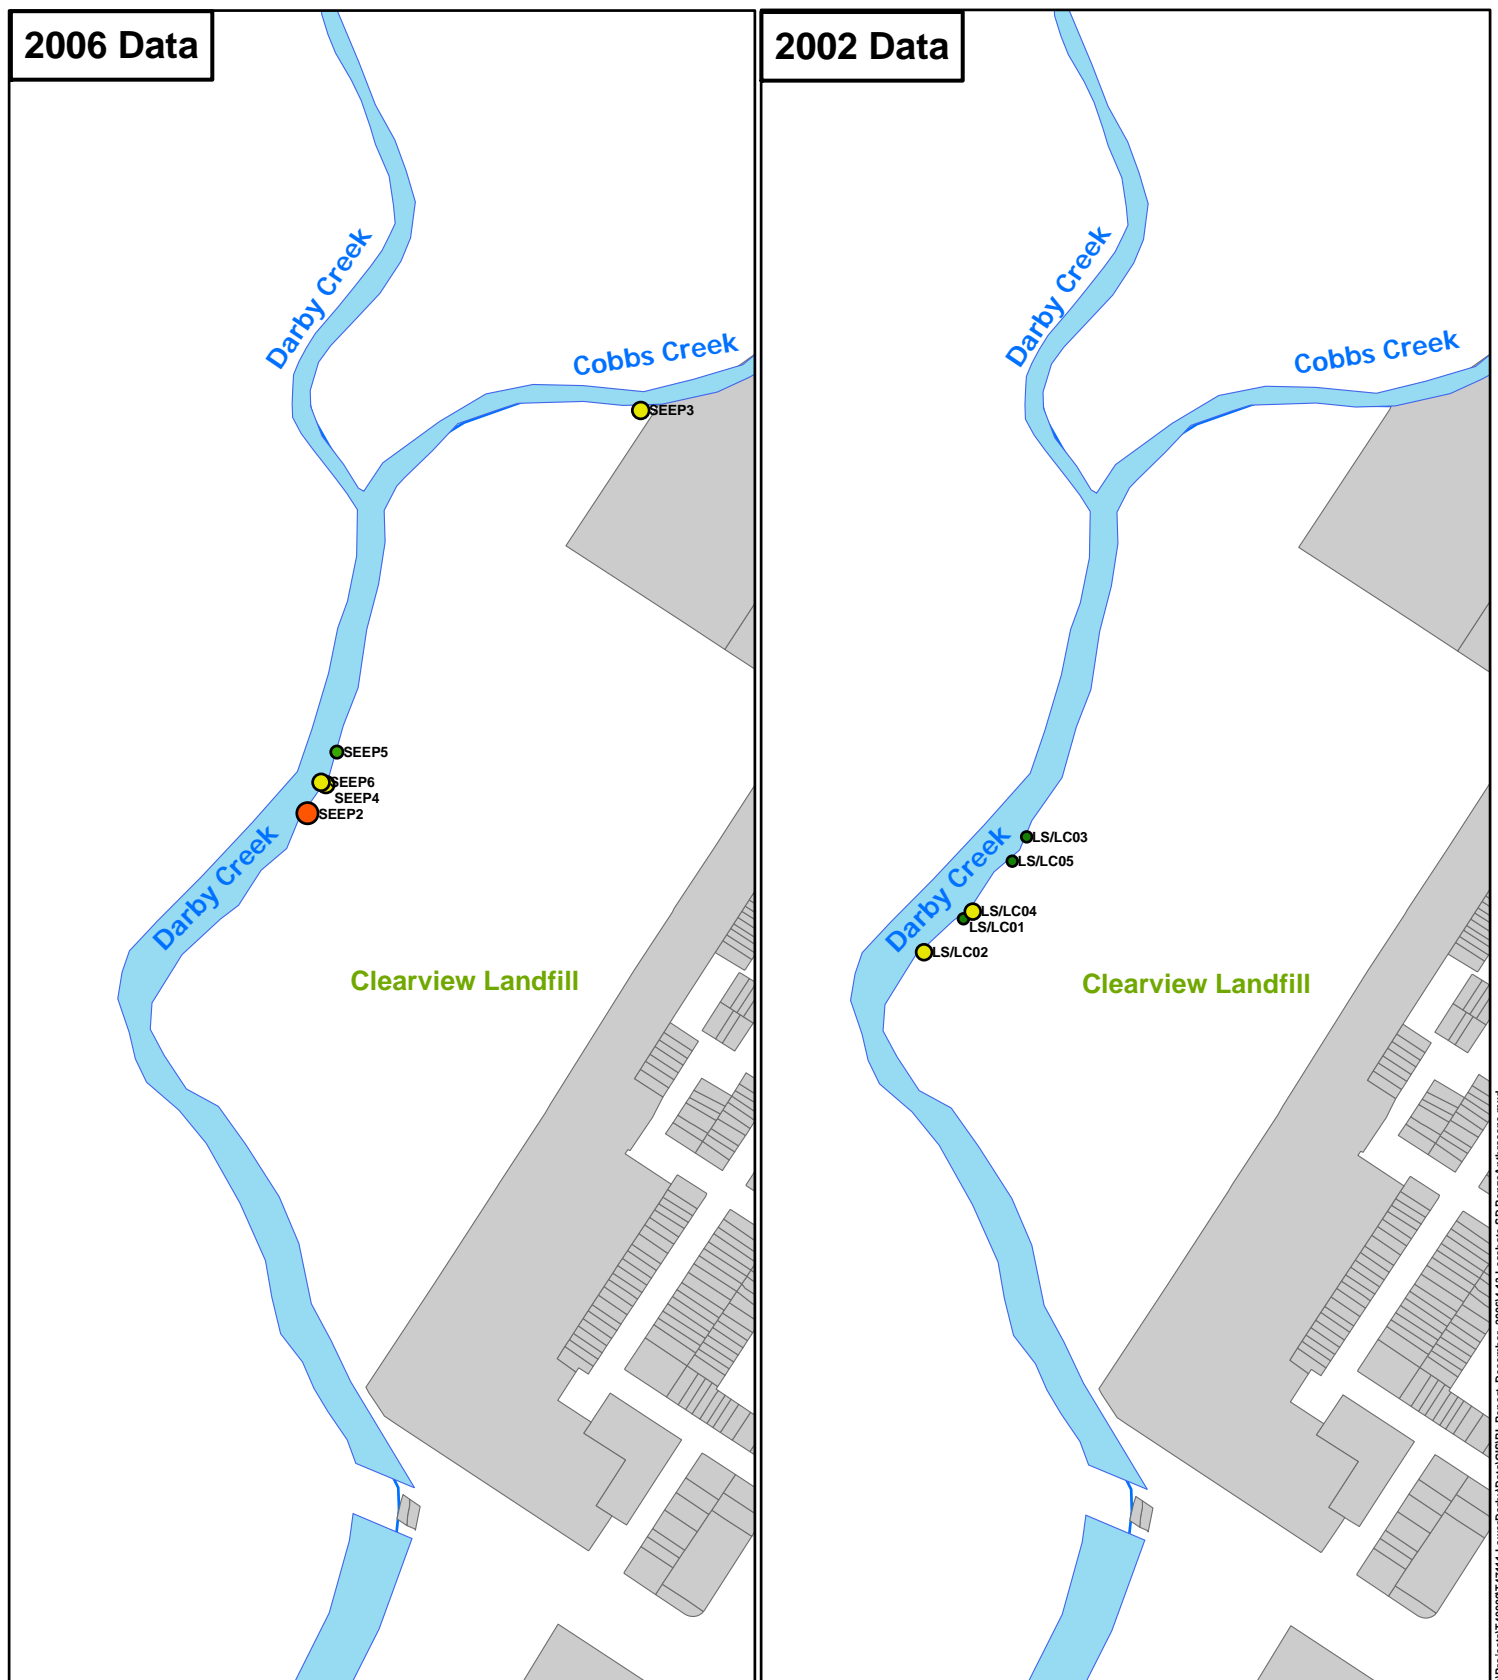 2006 Data
Darby Creek
Cobbs Creek
SEEP3
SEEP5
SEEP6
SEEP4
SEEP2
Darby Creek
Clearview Landfill
2002 Data
Darby Creek
Cobbs Creek
LS/LC03
LS/LC05
LS/LC04
LS/LC01
LS/LC02
Darby Creek
Clearview Landfill